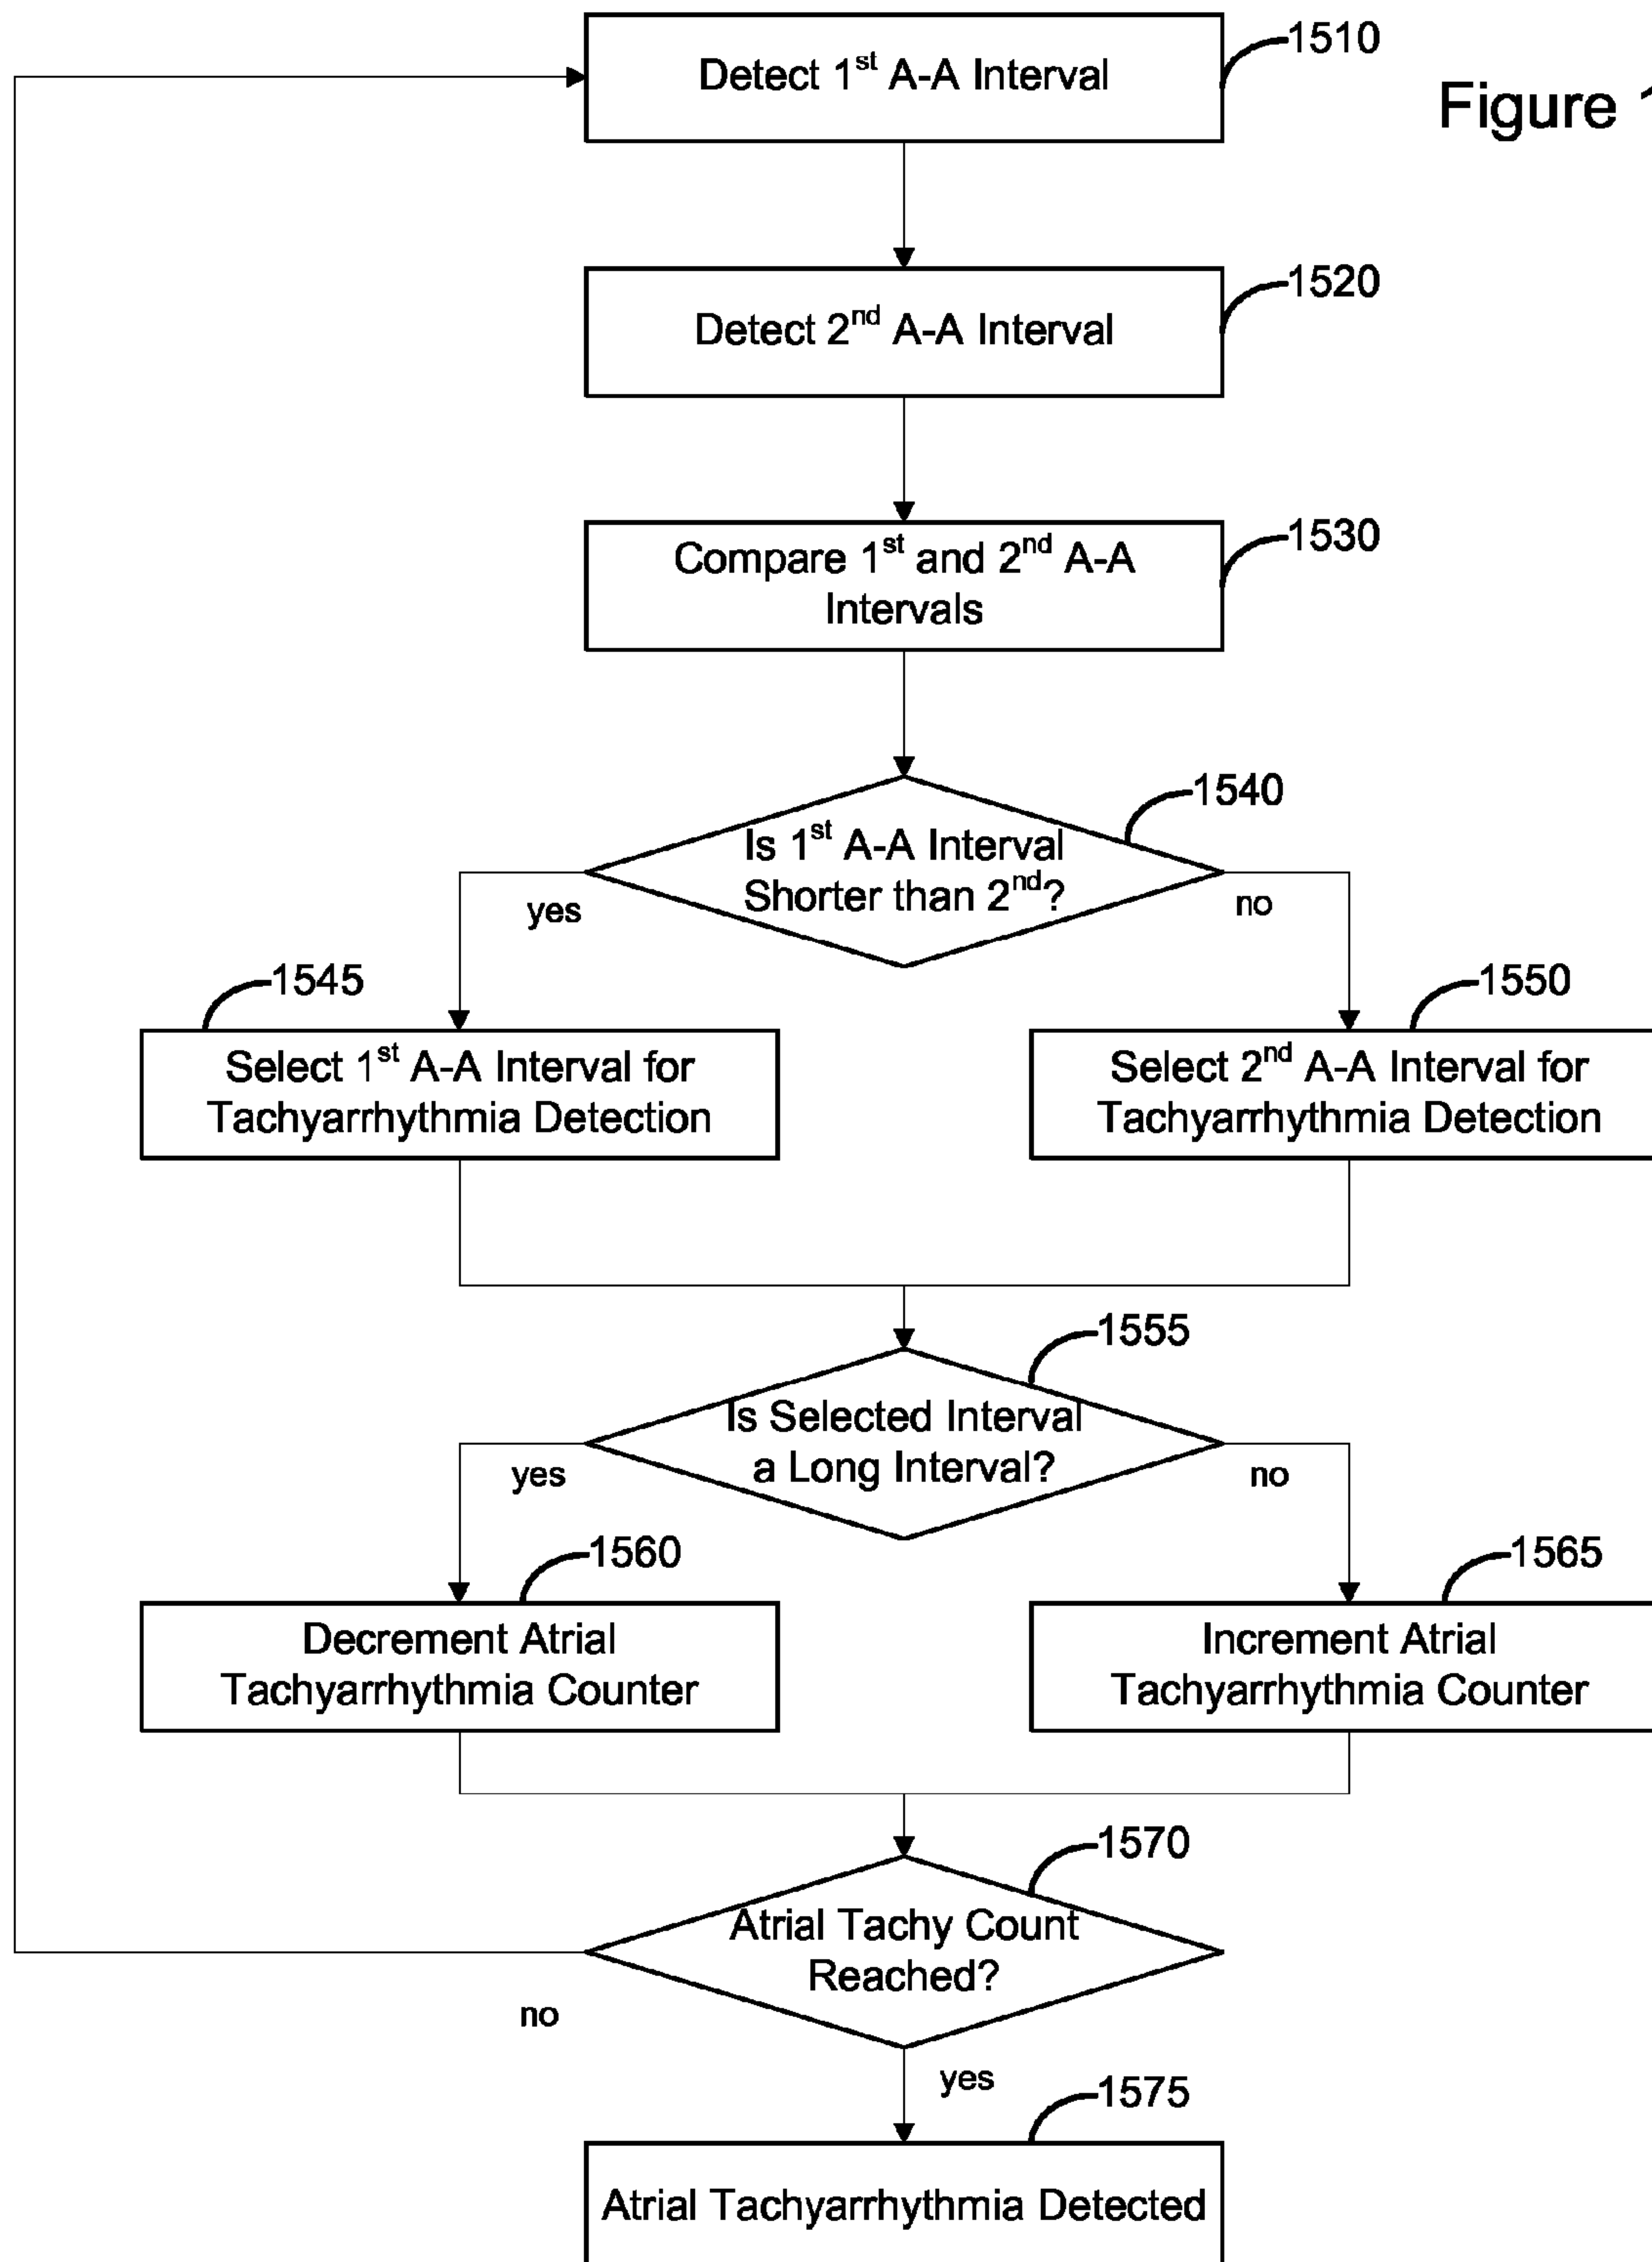 1510
Detect 1st A-A Interval
Figure 1
1520
Detect 2nd A-A Interval
1530
Compare 1st and 2nd A-A
Intervals
1540
Is 1st A-A Interval
Shorter than 2nd?
yes
no
1545
1550
Select 1st A-A Interval for
Tachyarrhythmia Detection
Select 2nd A-A Interval for
Tachyarrhythmia Detection
1555
Is Selected Interval
a Long Interval?
yes
no
1560
1565
Decrement Atrial
Tachyarrhythmia Counter
Increment Atrial
Tachyarrhythmia Counter
1570
Atrial Tachy Count
Reached?
no
yes
1575
Atrial Tachyarrhythmia Detected